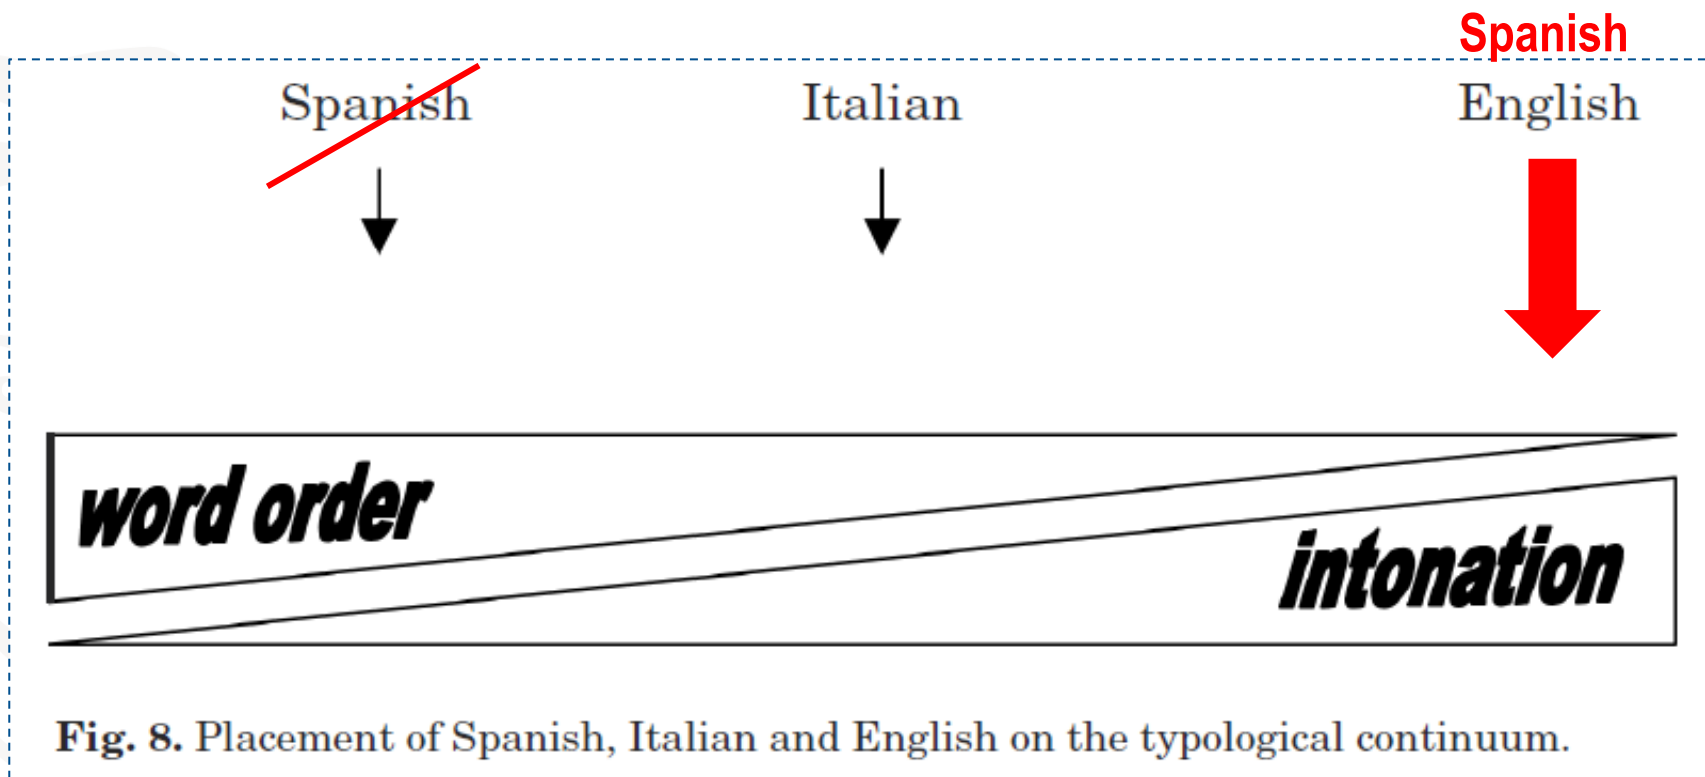 Spanish
Spanish Italian English
word order
intonation
Fig. 8. Placement of Spanish, Italian and English on the typological continuum.